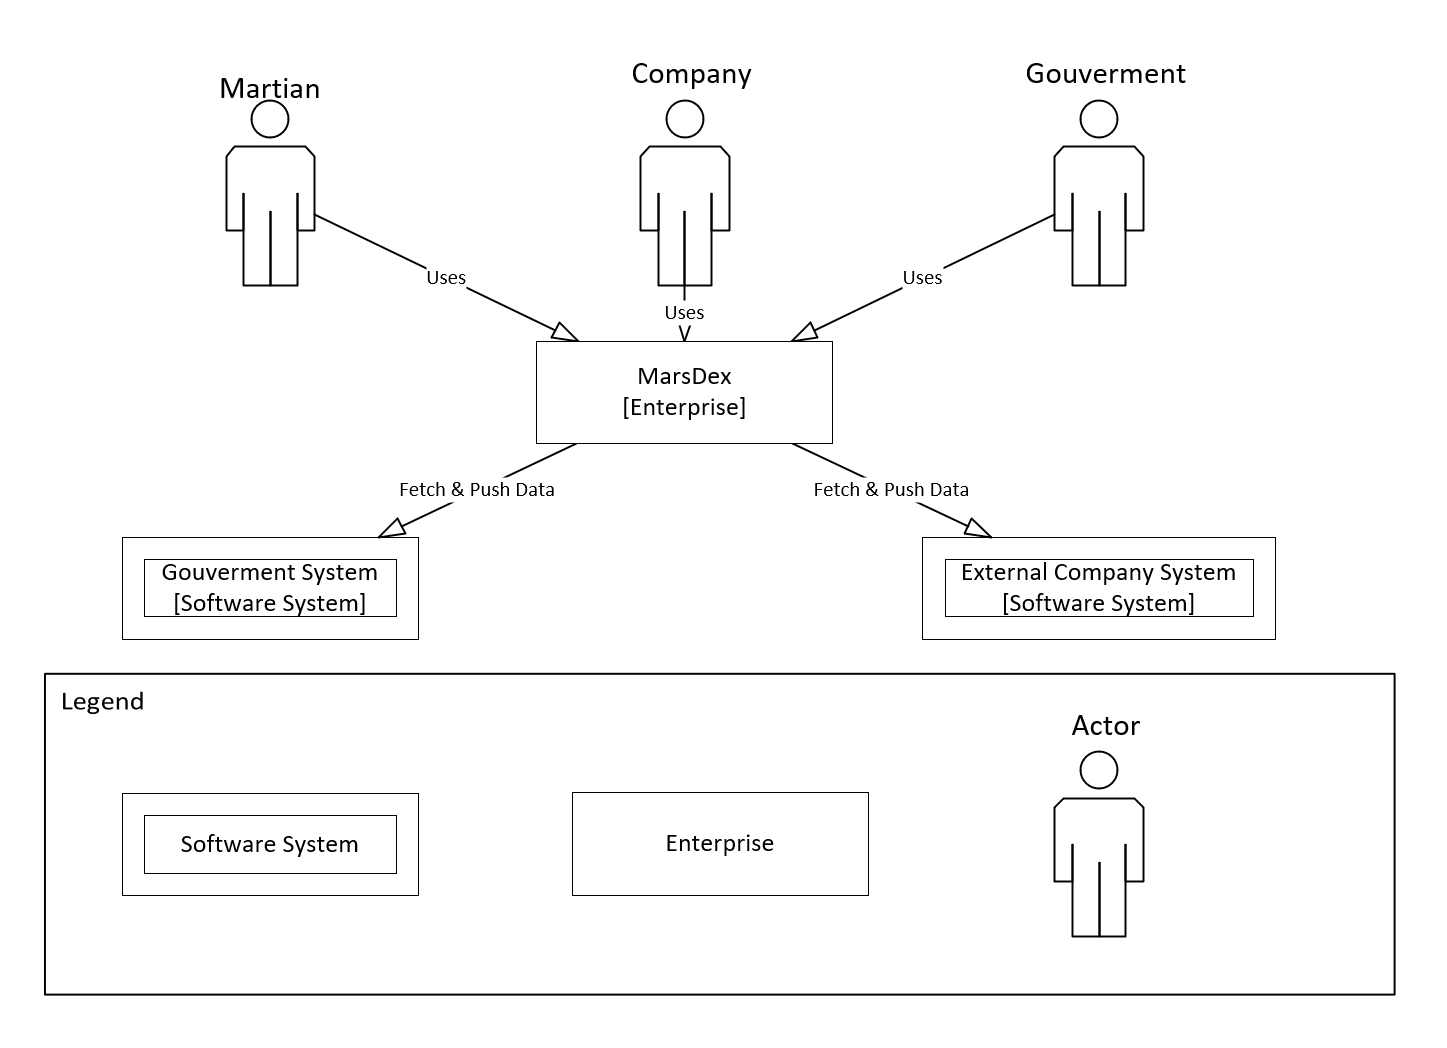 Martian
Company
Gouverment
Uses
Uses
Uses
MarsDex
[Enterprise]
Fetch & Push Data
Fetch & Push Data
Gouverment System
[Software System]
External Company System
[Software System]
Legend
Actor
Software System
Enterprise